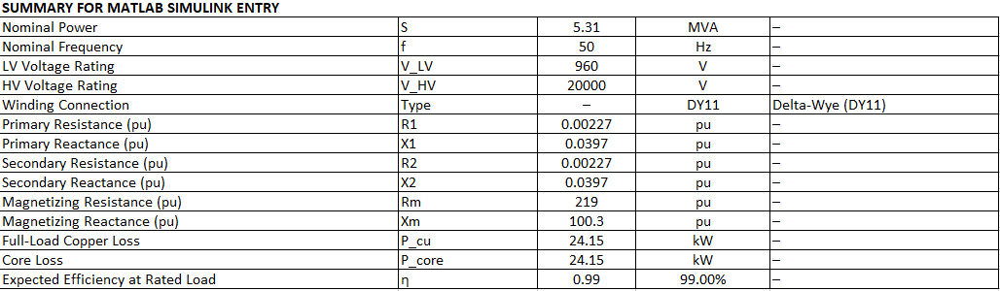 SUMMARY FOR MATLAB SIMULINK ENTRY
Nominal Power S 5.31 MVA –
Nominal Frequency f 50 Hz –
LV Voltage Rating V_LV 960 V –
HV Voltage Rating V_HV 20000 V –
Winding Connection Type – DY11 Delta-Wye (DY11)
Primary Resistance (pu) R1 0.00227 pu –
Primary Reactance (pu) X1 0.0397 pu –
Secondary Resistance (pu) R2 0.00227 pu –
Secondary Reactance (pu) X2 0.0397 pu –
Magnetizing Resistance (pu) Rm 219 pu –
Magnetizing Reactance (pu) Xm 100.3 pu –
Full-Load Copper Loss P_cu 24.15 kW –
Core Loss P_core 24.15 kW –
Expected Efficiency at Rated Load η 0.99 99.00% –